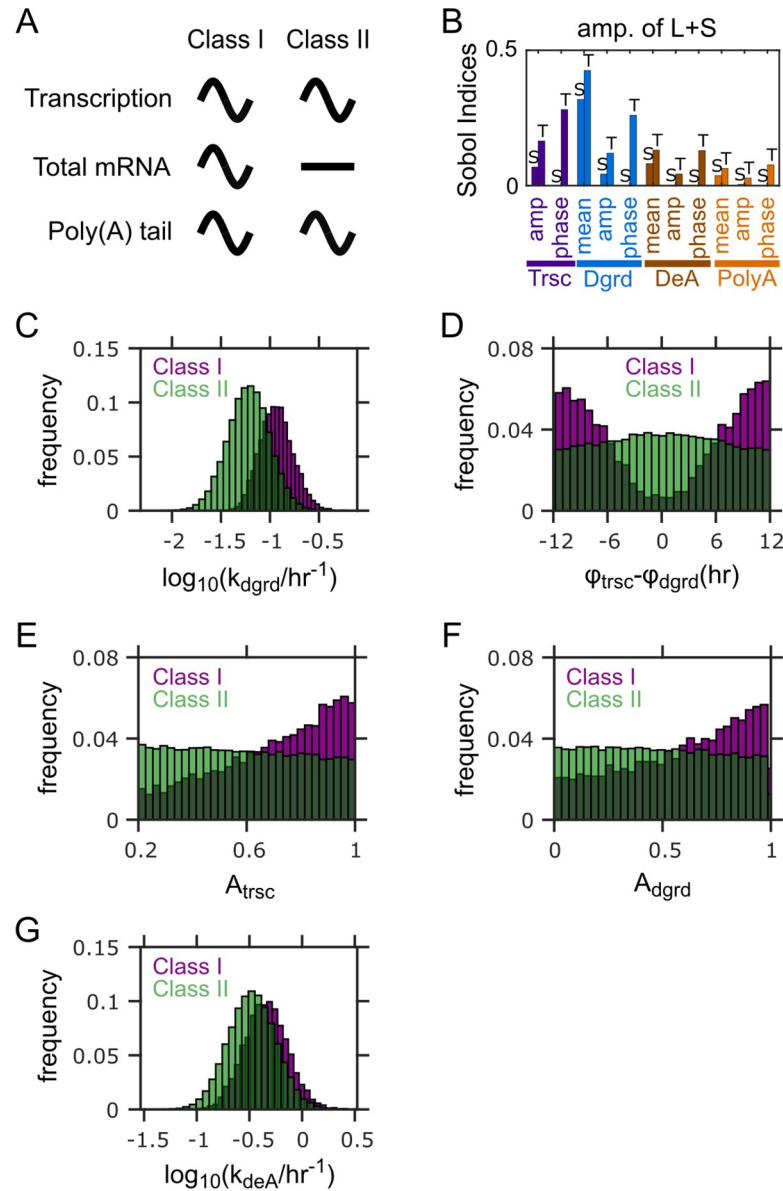 A
Class I Class II
Transcription
Total mRNA
Poly(A) tail
B
amp. of L+S
Sobol Indices
0.5
0
S T S T S T S T S T S T S T S T S T S T S T
amp phase mean amp phase mean amp phase mean amp phase
Trsc Dgrd DeA PolyA
C
frequency
0.15
0.1
0.05
0
Class I
Class II
-2 -1.5 -1 -0.5
log10(kdgrd/hr-1)
D
frequency
0.08
0.04
0
Class I
Class II
-12 -6 0 6 12
φtrsc-φdgrd(hr)
E
frequency
0.08
0.04
0
Class I
Class II
0.2 0.6 1
Atrsc
F
frequency
0.08
0.04
0
Class I
Class II
0 0.5 1
Adgrd
G
frequency
0.15
0.1
0.05
0
Class I
Class II
-1.5 -1 -0.5 0 0.5
log10(kdeA/hr-1)